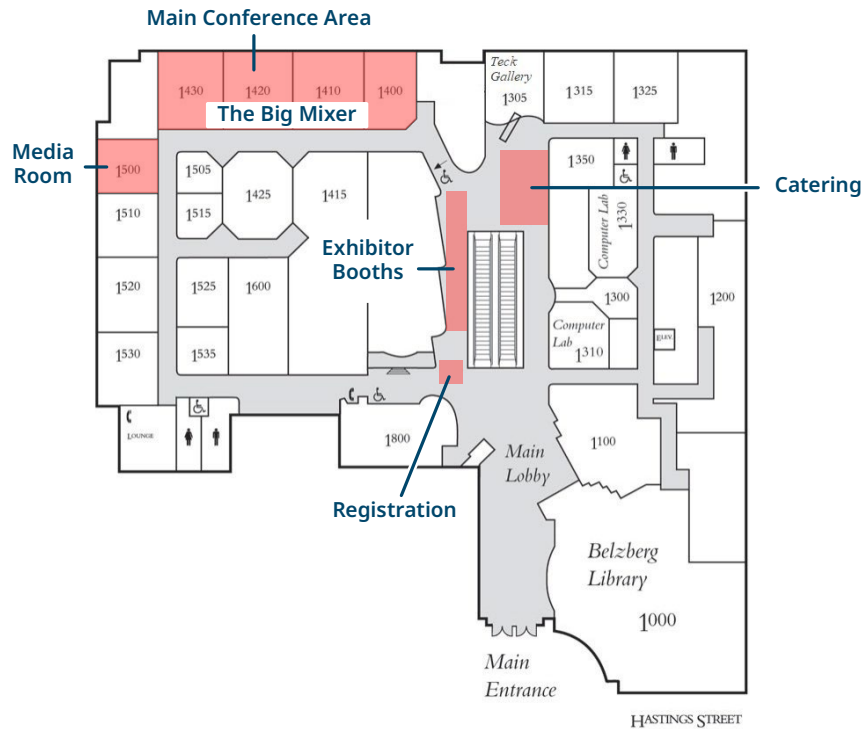 Main Conference Area
Teck
Gallery
1305
1315
1325
1430
1420
1410
1400
The Big Mixer
Media
Room
1500
1505
1425
1415
1350
Catering
1510
1515
Computer Lab
1330
Exhibitor
Booths
1520
1525
1600
1300
1200
Computer
Lab
1310
ELEV.
1530
1535
LOUNGE
1800
Main
Lobby
1100
Registration
Belzberg
Library
1000
Main
Entrance
HASTINGS STREET